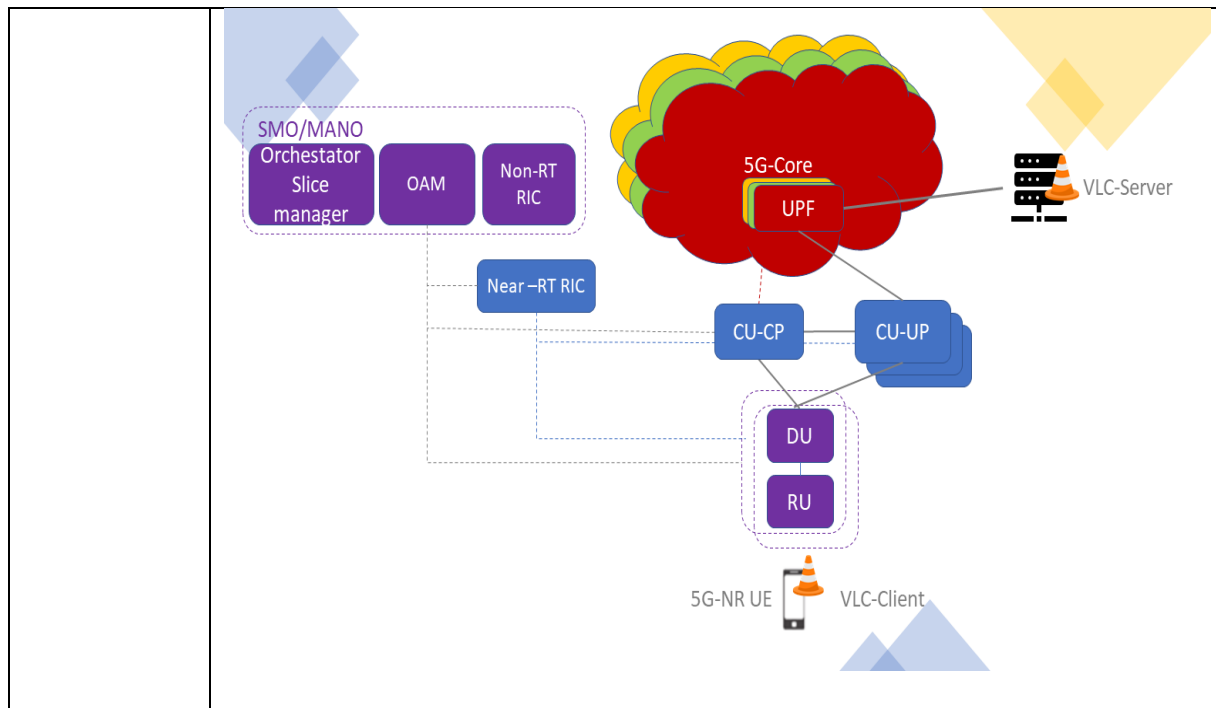 SMO/MANO
Orchestator
Slice
manager
OAM
Non-RT
RIC
5G-Core
UPF
VLC-Server
Near –RT RIC
CU-CP
CU-UP
DU
RU
5G-NR UE
VLC-Client